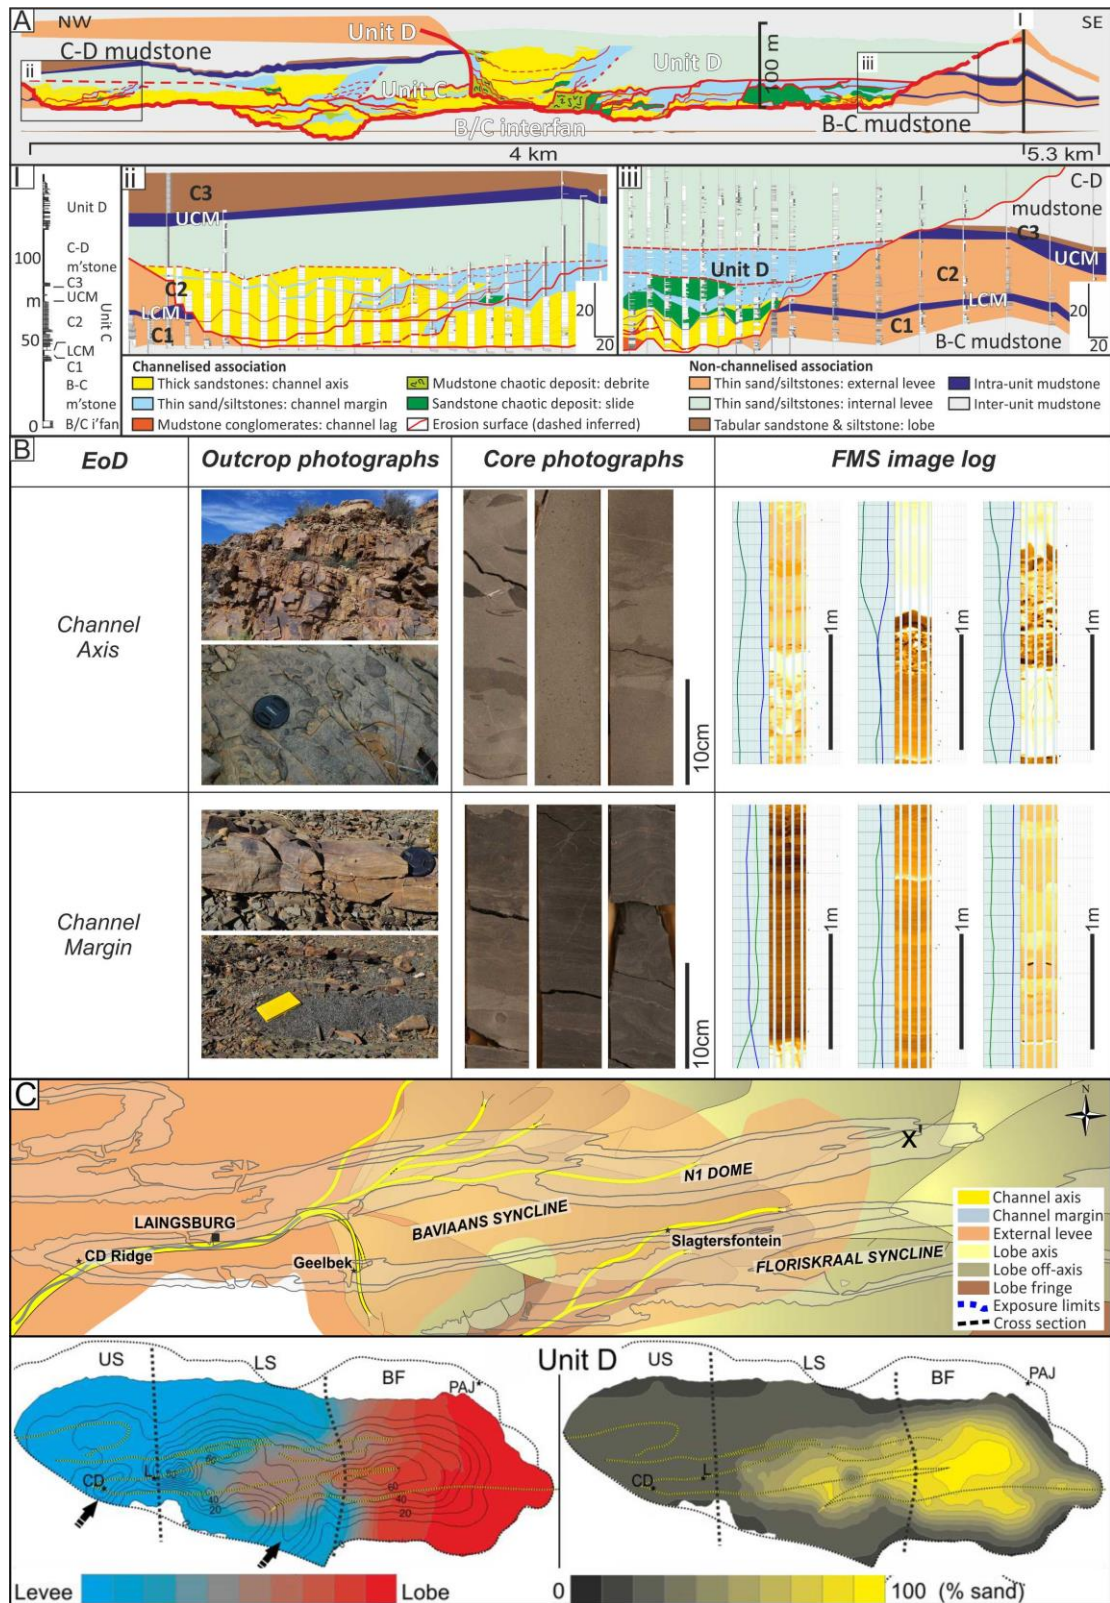 A
NW
SE
I
Unit D
C-D mudstone
ii
Unit C
Unit D
100 m
iii
B/C interfan
B-C mudstone
4 km
5.3 km
I
Unit D
100
C-D
m'stone
C3
m
UCM
C2
Unit C
50
LCM
C1
B-C
m'stone
0
B/C i'fan
ii
C3
UCM
C2
LCM
C1
20
20
iii
C-D
mudstone
C3
UCM
Unit D
C2
LCM
C1
B-C mudstone
20
20
Channelised association
Thick sandstones: channel axis
Thin sand/siltstones: channel margin
Mudstone conglomerates: channel lag
Mudstone chaotic deposit: debrite
Sandstone chaotic deposit: slide
Erosion surface (dashed inferred)
Non-channelised association
Thin sand/siltstones: external levee
Thin sand/siltstones: internal levee
Tabular sandstone & siltstone: lobe
Intra-unit mudstone
Inter-unit mudstone
B
EoD
Outcrop photographs
Core photographs
FMS image log
Channel
Axis
10cm
1m
1m
1m
Channel
Margin
10cm
1m
1m
1m
C
N
X'
N1 DOME
LAINGSBURG
BAVIAANS SYNCLINE
CD Ridge
Geelbek
Slagtersfontein
FLORISKRAAL SYNCLINE
Channel axis
Channel margin
External levee
Lobe axis
Lobe off-axis
Lobe fringe
Exposure limits
Cross section
Unit D
US
LS
BF
PAJ
L
CD
60
40
20
60
40
20
Levee
Lobe
US
LS
BF
PAJ
L
CD
0
100 (% sand)